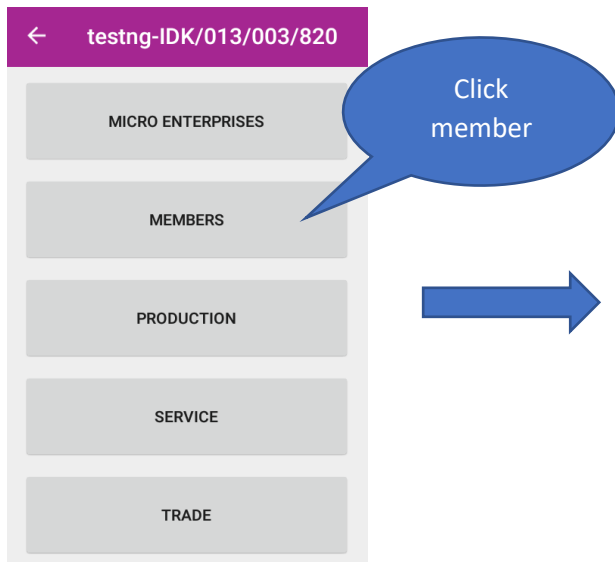 testng-IDK/013/003/820
MICRO ENTERPRISES
Click
member
MEMBERS
PRODUCTION
SERVICE
TRADE